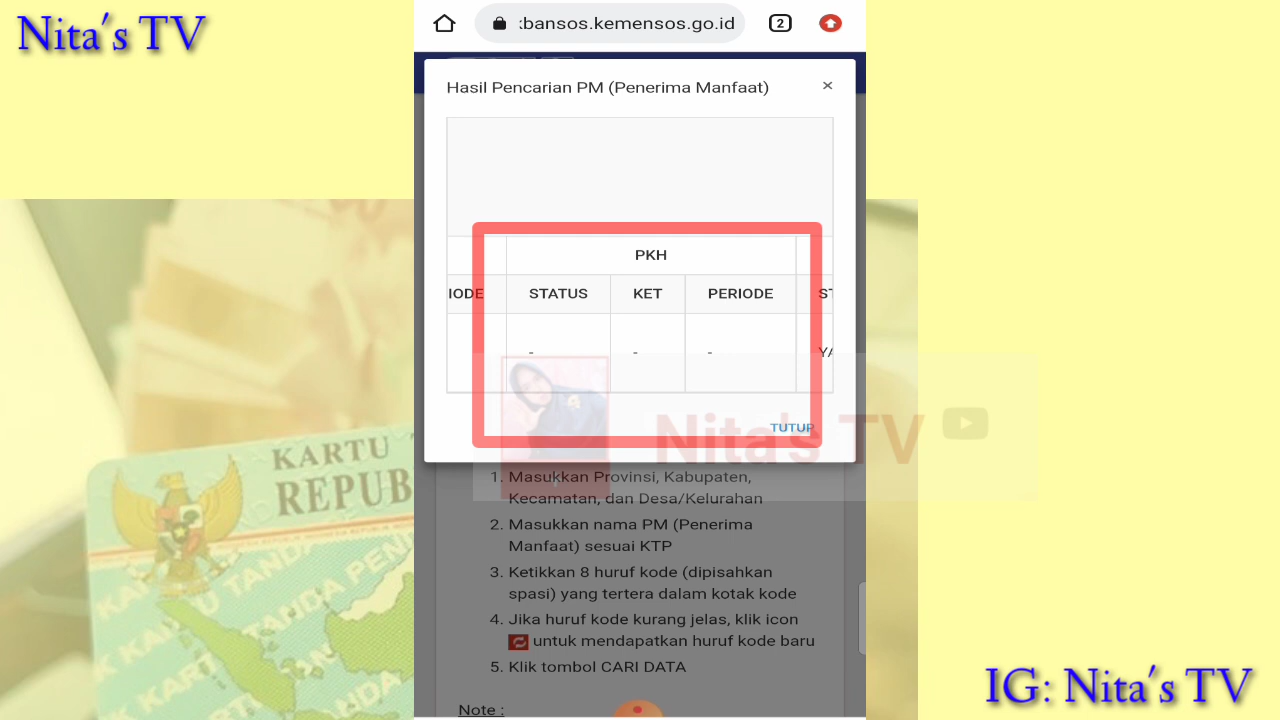 Nita's TV
:bansos.kemensos.go.id
2
Hasil Pencarian PM (Penerima Manfaat)
×
PKH
IODE
STATUS
KET
PERIODE
ST
-
-
-
YA
TUTUP
Nita's TV
1. Masukkan Provinsi, Kabupaten,
Kecamatan, dan Desa/Kelurahan
2. Masukkan nama PM (Penerima
Manfaat) sesuai KTP
3. Ketikkan 8 huruf kode (dipisahkan
spasi) yang tertera dalam kotak kode
4. Jika huruf kode kurang jelas, klik icon
untuk mendapatkan huruf kode baru
5. Klik tombol CARI DATA
Note :
KARTU
REPUB
IG: Nita's TV